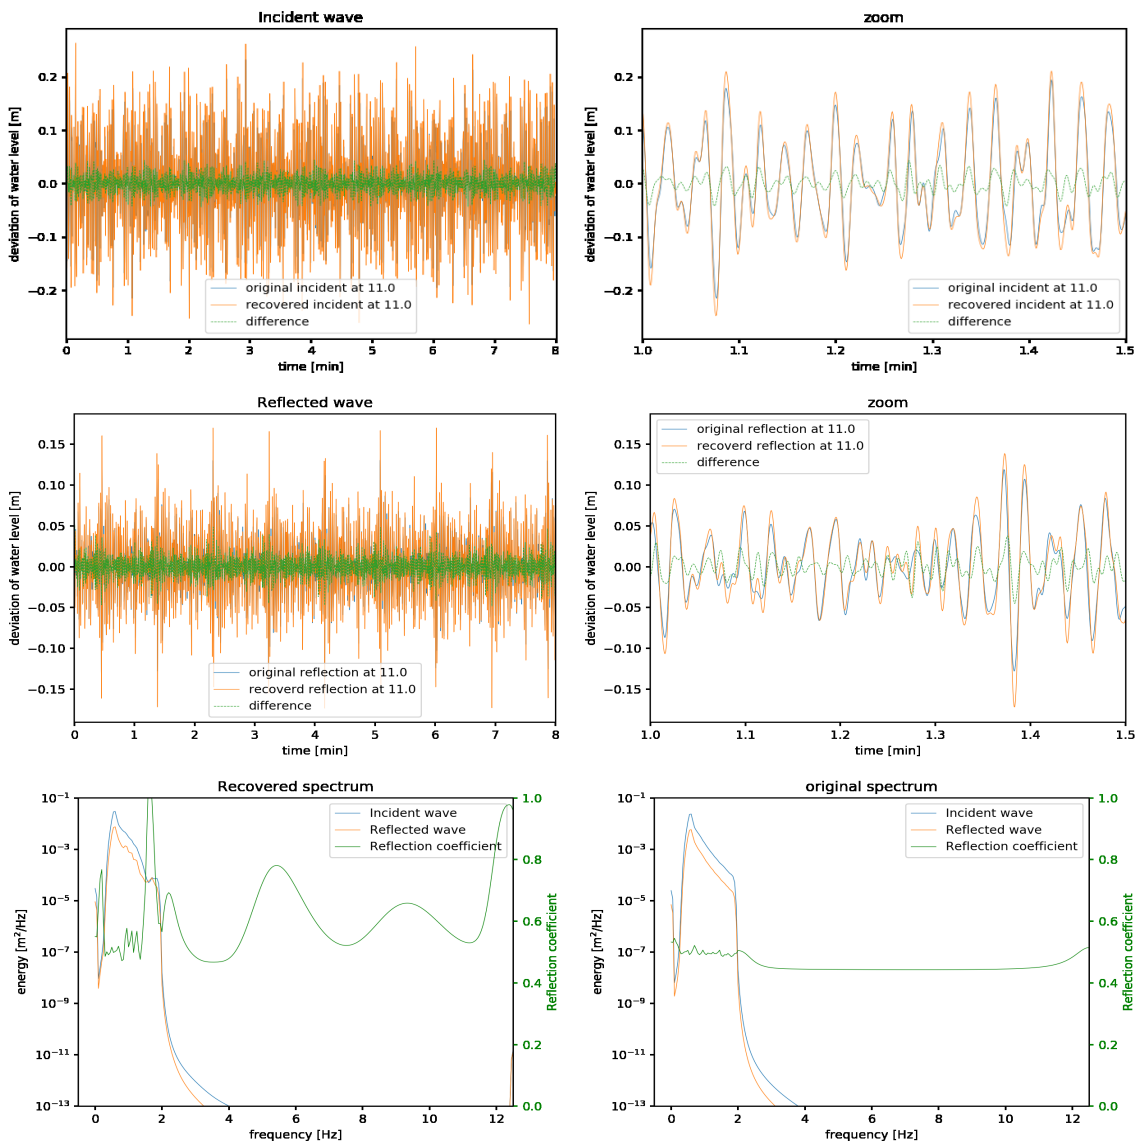 Incident wave
deviation of water level [m]
0.2
0.1
0.0
−0.1
−0.2
original incident at 11.0
recovered incident at 11.0
difference
0 1 2 3 4 5 6 7 8
time [min]
zoom
deviation of water level [m]
0.2
0.1
0.0
−0.1
−0.2
original incident at 11.0
recovered incident at 11.0
difference
1.0 1.1 1.2 1.3 1.4 1.5
time [min]
Reflected wave
deviation of water level [m]
0.15
0.10
0.05
0.00
−0.05
−0.10
−0.15
original reflection at 11.0
recoverd reflection at 11.0
difference
0 1 2 3 4 5 6 7 8
time [min]
zoom
deviation of water level [m]
original reflection at 11.0
recoverd reflection at 11.0
difference
0.15
0.10
0.05
0.00
−0.05
−0.10
−0.15
1.0 1.1 1.2 1.3 1.4 1.5
time [min]
Recovered spectrum
energy [m²/Hz]
10⁻¹
10⁻³
10⁻⁵
10⁻⁷
10⁻⁹
10⁻¹¹
10⁻¹³
Incident wave
Reflected wave
Reflection coefficient
1.0
0.8
0.6
0.4
0.2
0.0
Reflection coefficient
0 2 4 6 8 10 12
frequency [Hz]
original spectrum
energy [m²/Hz]
10⁻¹
10⁻³
10⁻⁵
10⁻⁷
10⁻⁹
10⁻¹¹
10⁻¹³
Incident wave
Reflected wave
Reflection coefficient
1.0
0.8
0.6
0.4
0.2
0.0
Reflection coefficient
0 2 4 6 8 10 12
frequency [Hz]